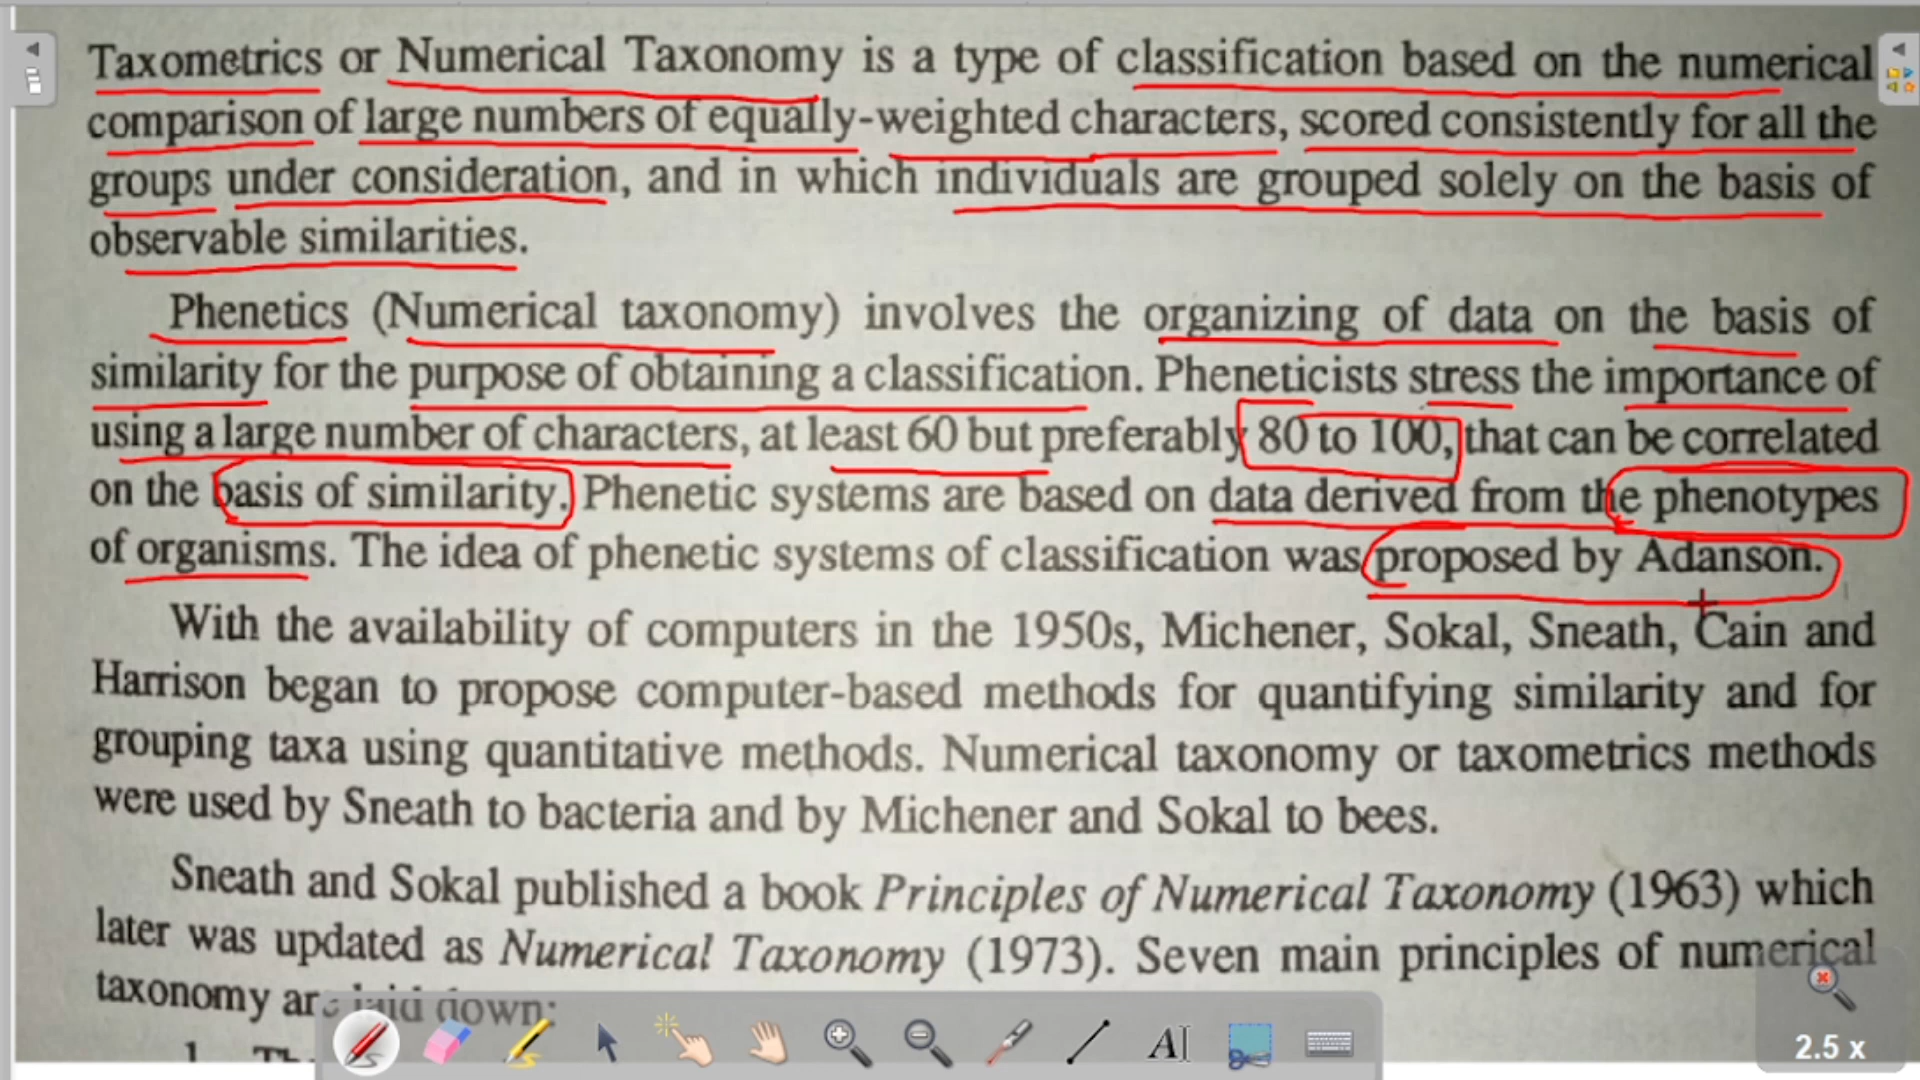 Taxometrics or Numerical Taxonomy is a type of classification based on the numerical
comparison of large numbers of equally-weighted characters, scored consistently for all the
groups under consideration, and in which individuals are grouped solely on the basis of
observable similarities.
Phenetics (Numerical taxonomy) involves the organizing of data on the basis of
similarity for the purpose of obtaining a classification. Pheneticists stress the importance of
using a large number of characters, at least 60 but preferably 80 to 100, that can be correlated
on the basis of similarity. Phenetic systems are based on data derived from the phenotypes
of organisms. The idea of phenetic systems of classification was proposed by Adanson.
With the availability of computers in the 1950s, Michener, Sokal, Sneath, Cain and
Harrison began to propose computer-based methods for quantifying similarity and for
grouping taxa using quantitative methods. Numerical taxonomy or taxometrics methods
were used by Sneath to bacteria and by Michener and Sokal to bees.
Sneath and Sokal published a book Principles of Numerical Taxonomy (1963) which
later was updated as Numerical Taxonomy (1973). Seven main principles of numerical
taxonomy are laid down:
1.
AI
2.5 x